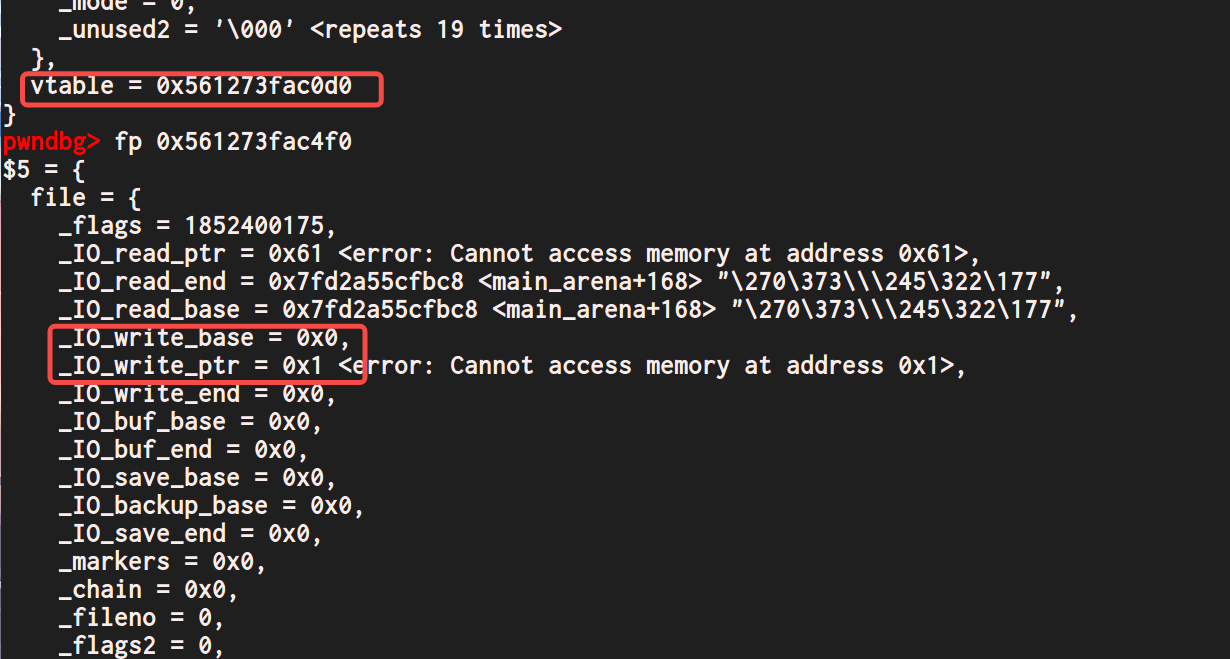 _mode = 0,
_unused2 = '\000' <repeats 19 times>
},
vtable = 0x561273fac0d0
}
pwndbg> fp 0x561273fac4f0
$5 = {
file = {
_flags = 1852400175,
_IO_read_ptr = 0x61 <error: Cannot access memory at address 0x61>,
_IO_read_end = 0x7fd2a55cfbc8 <main_arena+168> "\270\373\\\245\322\177",
_IO_read_base = 0x7fd2a55cfbc8 <main_arena+168> "\270\373\\\245\322\177",
_IO_write_base = 0x0,
_IO_write_ptr = 0x1 <error: Cannot access memory at address 0x1>,
_IO_write_end = 0x0,
_IO_buf_base = 0x0,
_IO_buf_end = 0x0,
_IO_save_base = 0x0,
_IO_backup_base = 0x0,
_IO_save_end = 0x0,
_markers = 0x0,
_chain = 0x0,
_fileno = 0,
_flags2 = 0,